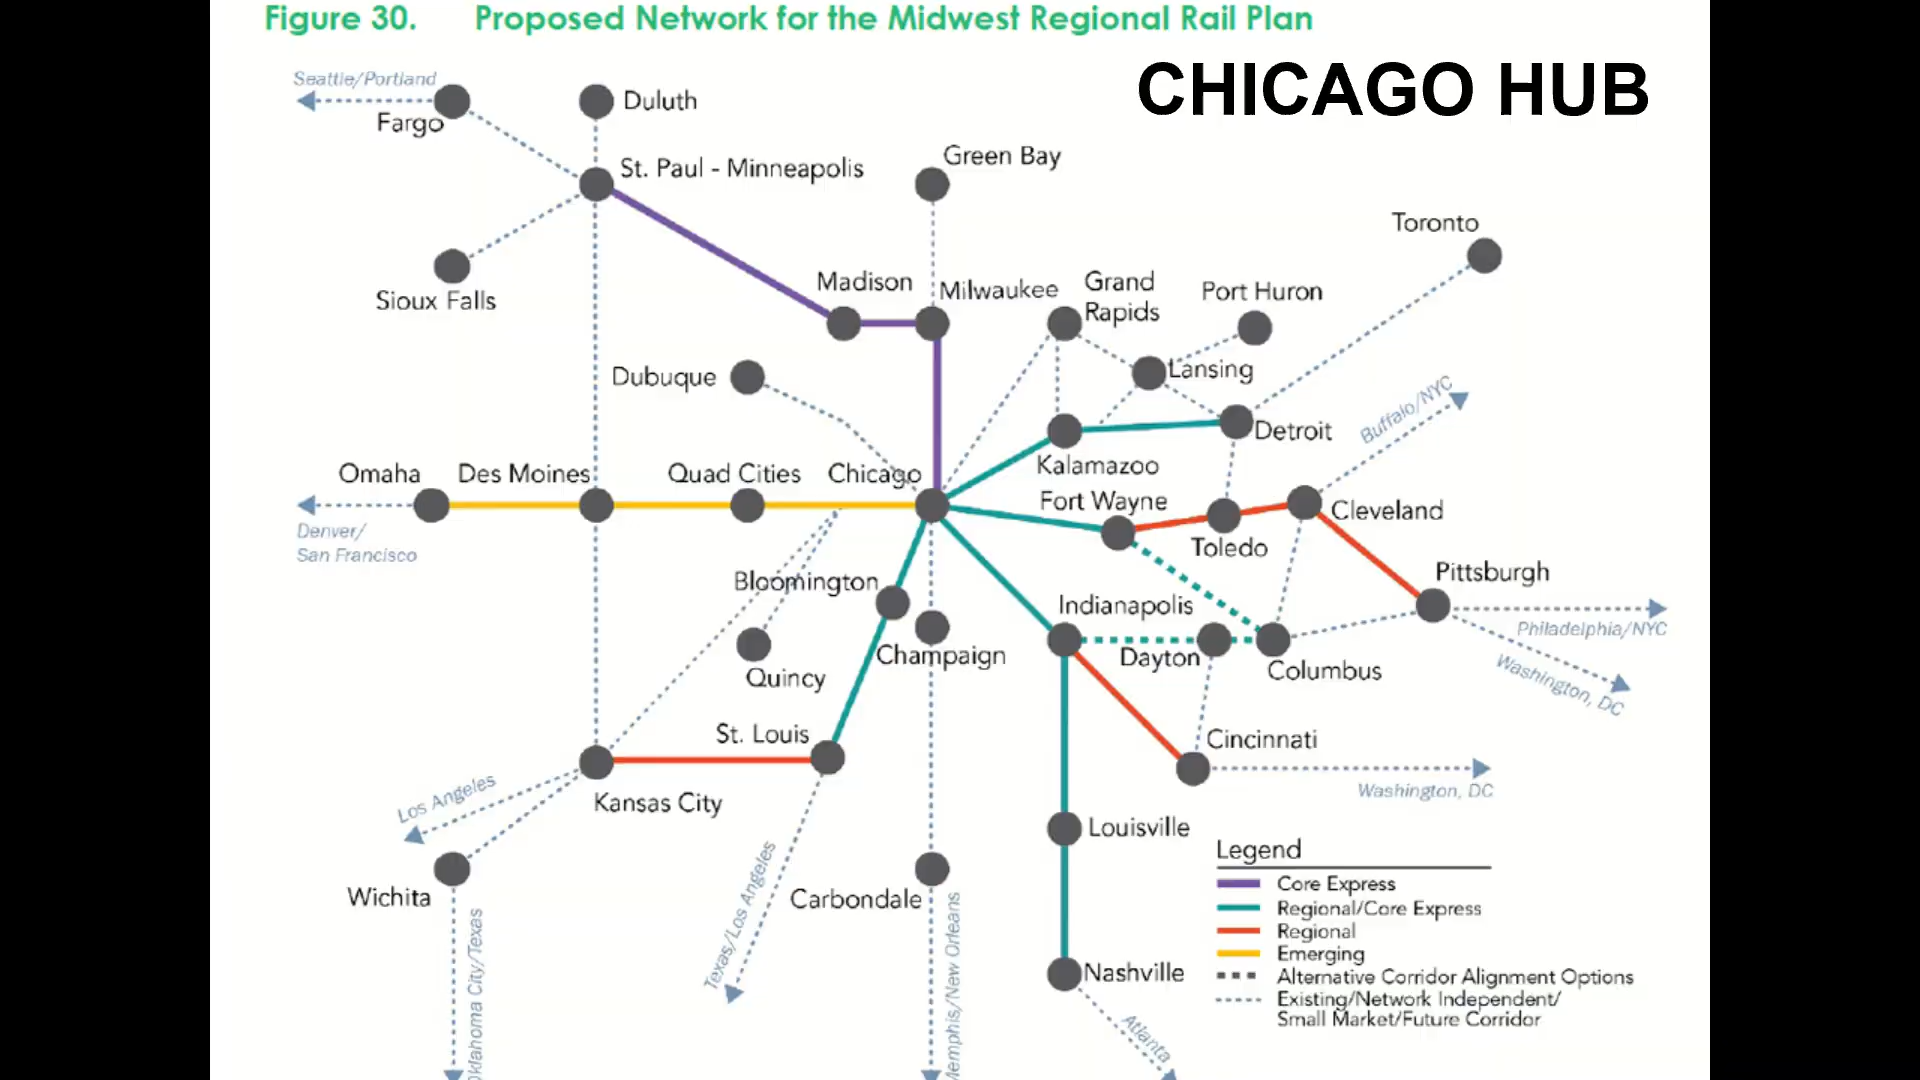 Figure 30. Proposed Network for the Midwest Regional Rail Plan
CHICAGO HUB
Seattle/Portland
Fargo
Duluth
St. Paul - Minneapolis
Green Bay
Toronto
Sioux Falls
Madison
Milwaukee
Grand
Rapids
Port Huron
Dubuque
Lansing
Detroit
Buffalo/NYC
Kalamazoo
Omaha
Des Moines
Quad Cities
Chicago
Fort Wayne
Cleveland
Denver/
San Francisco
Toledo
Bloomington
Indianapolis
Pittsburgh
Philadelphia/NYC
Quincy
Champaign
Dayton
Columbus
Washington, DC
St. Louis
Cincinnati
Washington, DC
Los Angeles
Kansas City
Louisville
Wichita
Carbondale
Texas/Los Angeles
Oklahoma City/Texas
Memphis/New Orleans
Nashville
Atlanta
Legend
Core Express
Regional/Core Express
Regional
Emerging
Alternative Corridor Alignment Options
Existing/Network Independent/
Small Market/Future Corridor